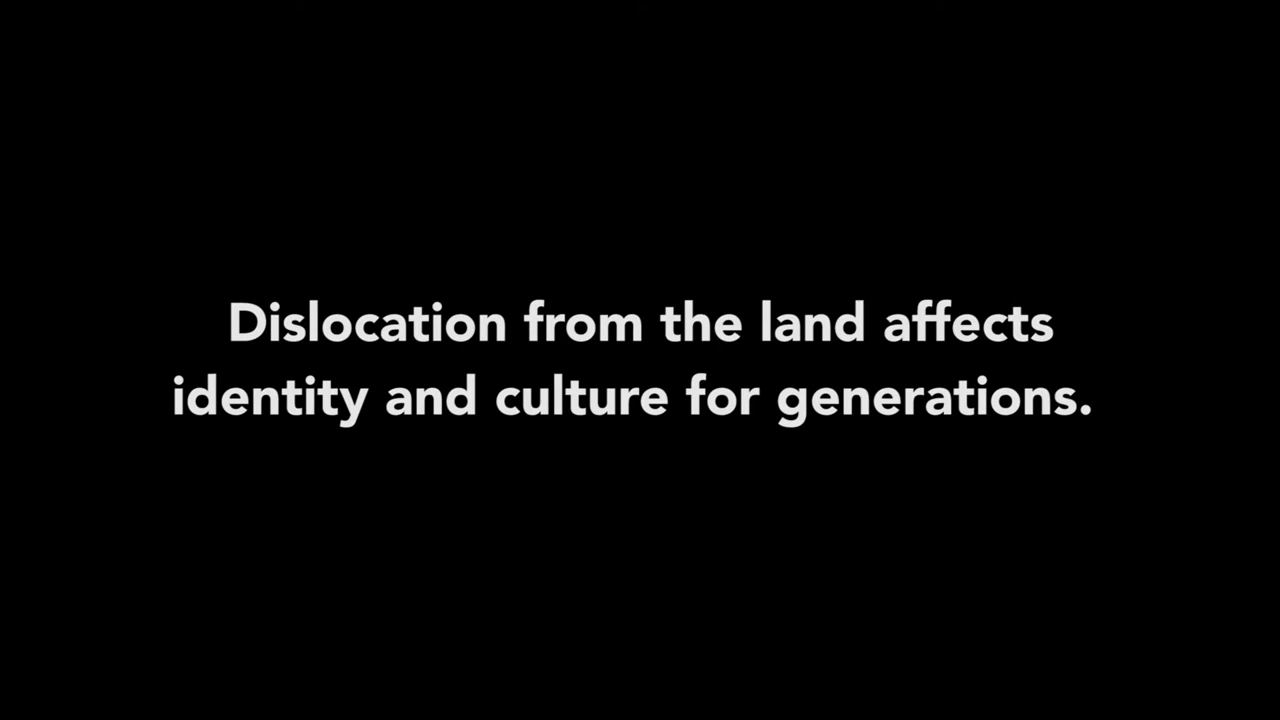 Dislocation from the land affects
identity and culture for generations.